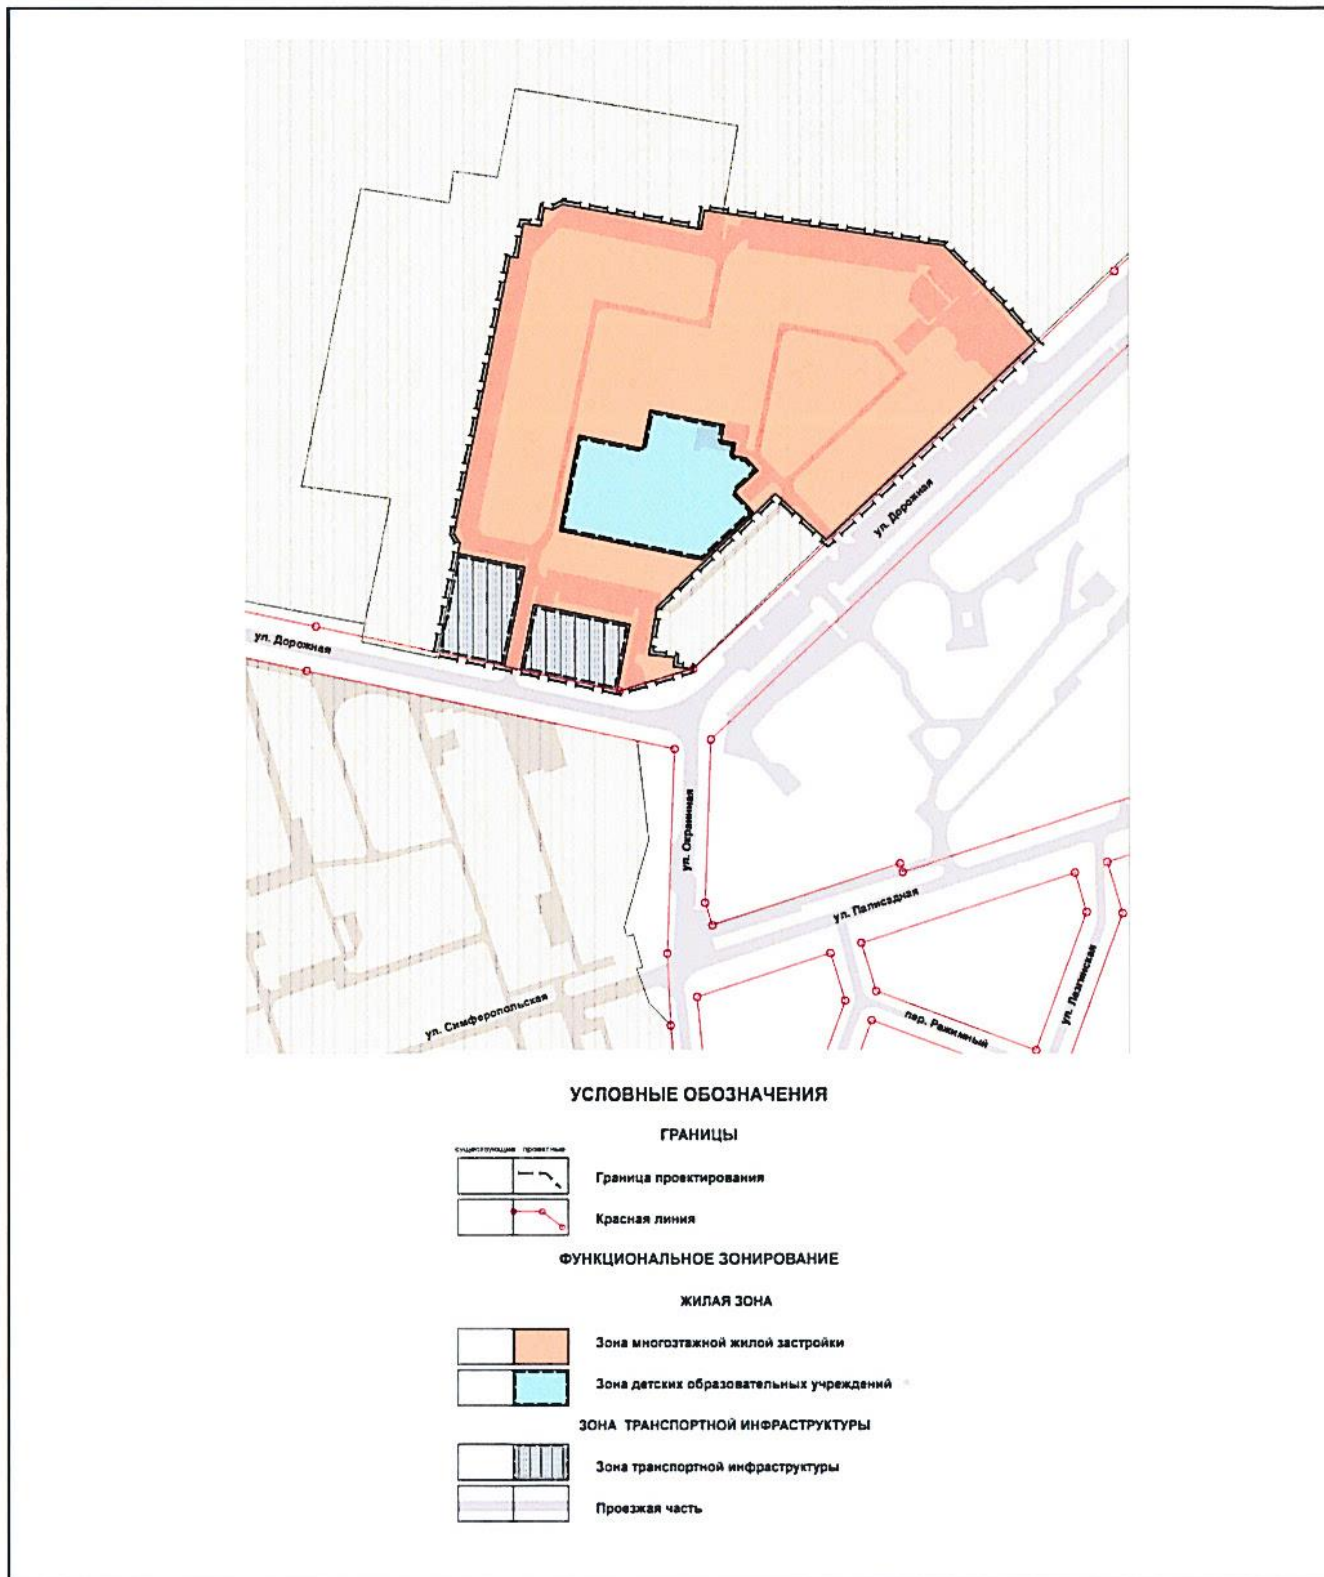 ул. Дорожная
ул. Дорожная
ул. Окраинная
ул. Палисадная
ул. Симферопольская
пер. Режимный
ул. Лазгинская
УСЛОВНЫЕ ОБОЗНАЧЕНИЯ
ГРАНИЦЫ
существующие проектные
Граница проектирования
Красная линия
ФУНКЦИОНАЛЬНОЕ ЗОНИРОВАНИЕ
ЖИЛАЯ ЗОНА
Зона многоэтажной жилой застройки
Зона детских образовательных учреждений
ЗОНА ТРАНСПОРТНОЙ ИНФРАСТРУКТУРЫ
Зона транспортной инфраструктуры
Проезжая часть